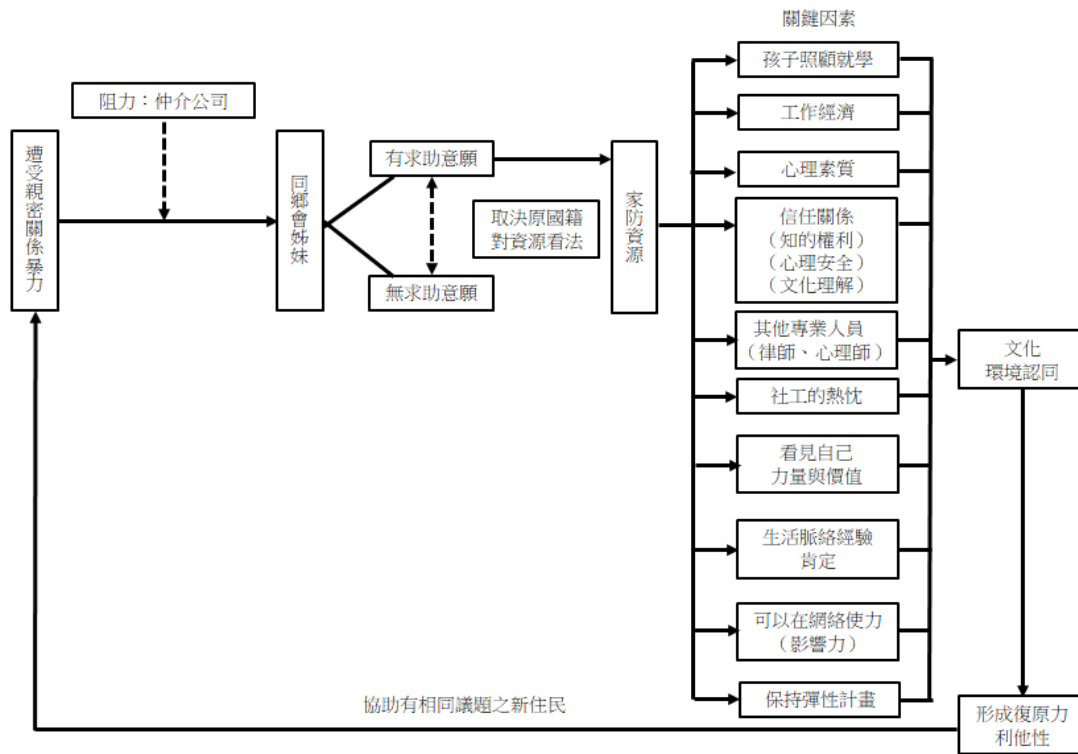 關鍵因素
阻力：仲介公司
遭受親密關係暴力
同鄉會姊妹
有求助意願
無求助意願
取決原國籍
對資源看法
家防資源
孩子照顧就學
工作經濟
心理素質
信任關係
（知的權利）
（心理安全）
（文化理解）
其他專業人員
（律師、心理師）
社工的熱忱
看見自己
力量與價值
生活脈絡經驗
肯定
可以在網絡使力
（影響力）
保持彈性計畫
文化
環境認同
形成復原力
利他性
協助有相同議題之新住民